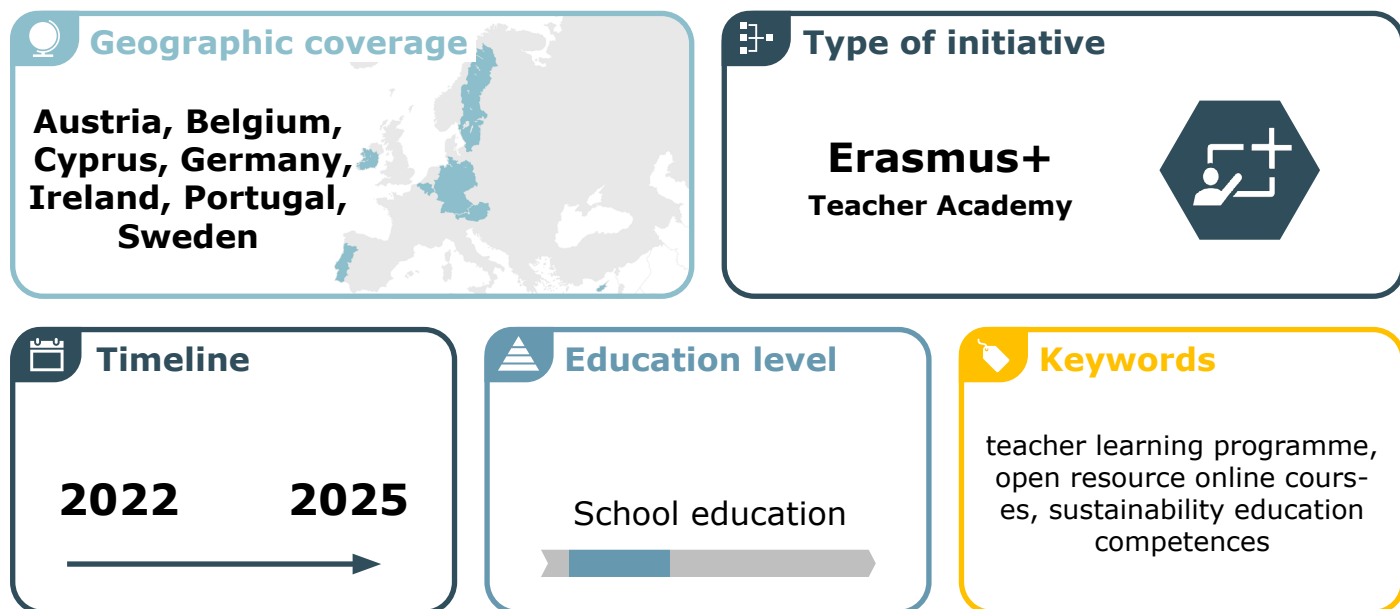 Geographic coverage
Austria, Belgium,
Cyprus, Germany,
Ireland, Portugal,
Sweden
Type of initiative
Erasmus+
Teacher Academy
Timeline
2022 2025
Education level
School education
Keywords
teacher learning programme,
open resource online cours-
es, sustainability education
competences